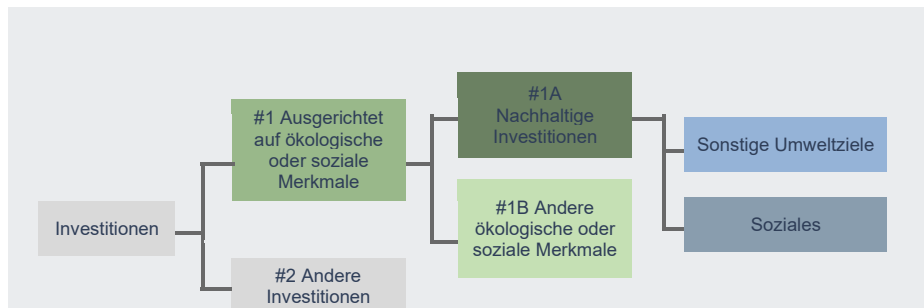 Investitionen
#1 Ausgerichtet
auf ökologische
oder soziale
Merkmale
#2 Andere
Investitionen
#1A
Nachhaltige
Investitionen
#1B Andere
ökologische oder
soziale Merkmale
Sonstige Umweltziele
Soziales